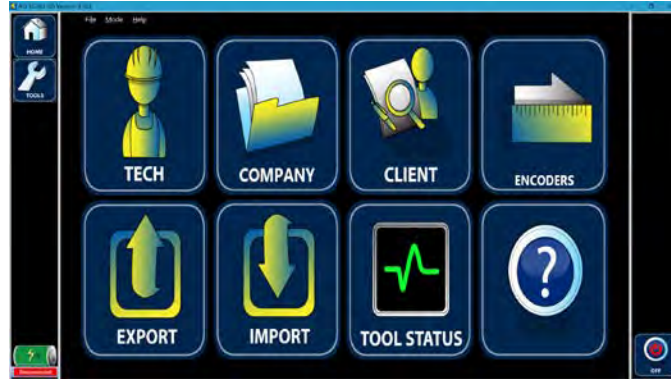 File Mode Help
HOME
TOOLS
TECH
COMPANY
CLIENT
ENCODERS
EXPORT
IMPORT
TOOL STATUS
?
OFF